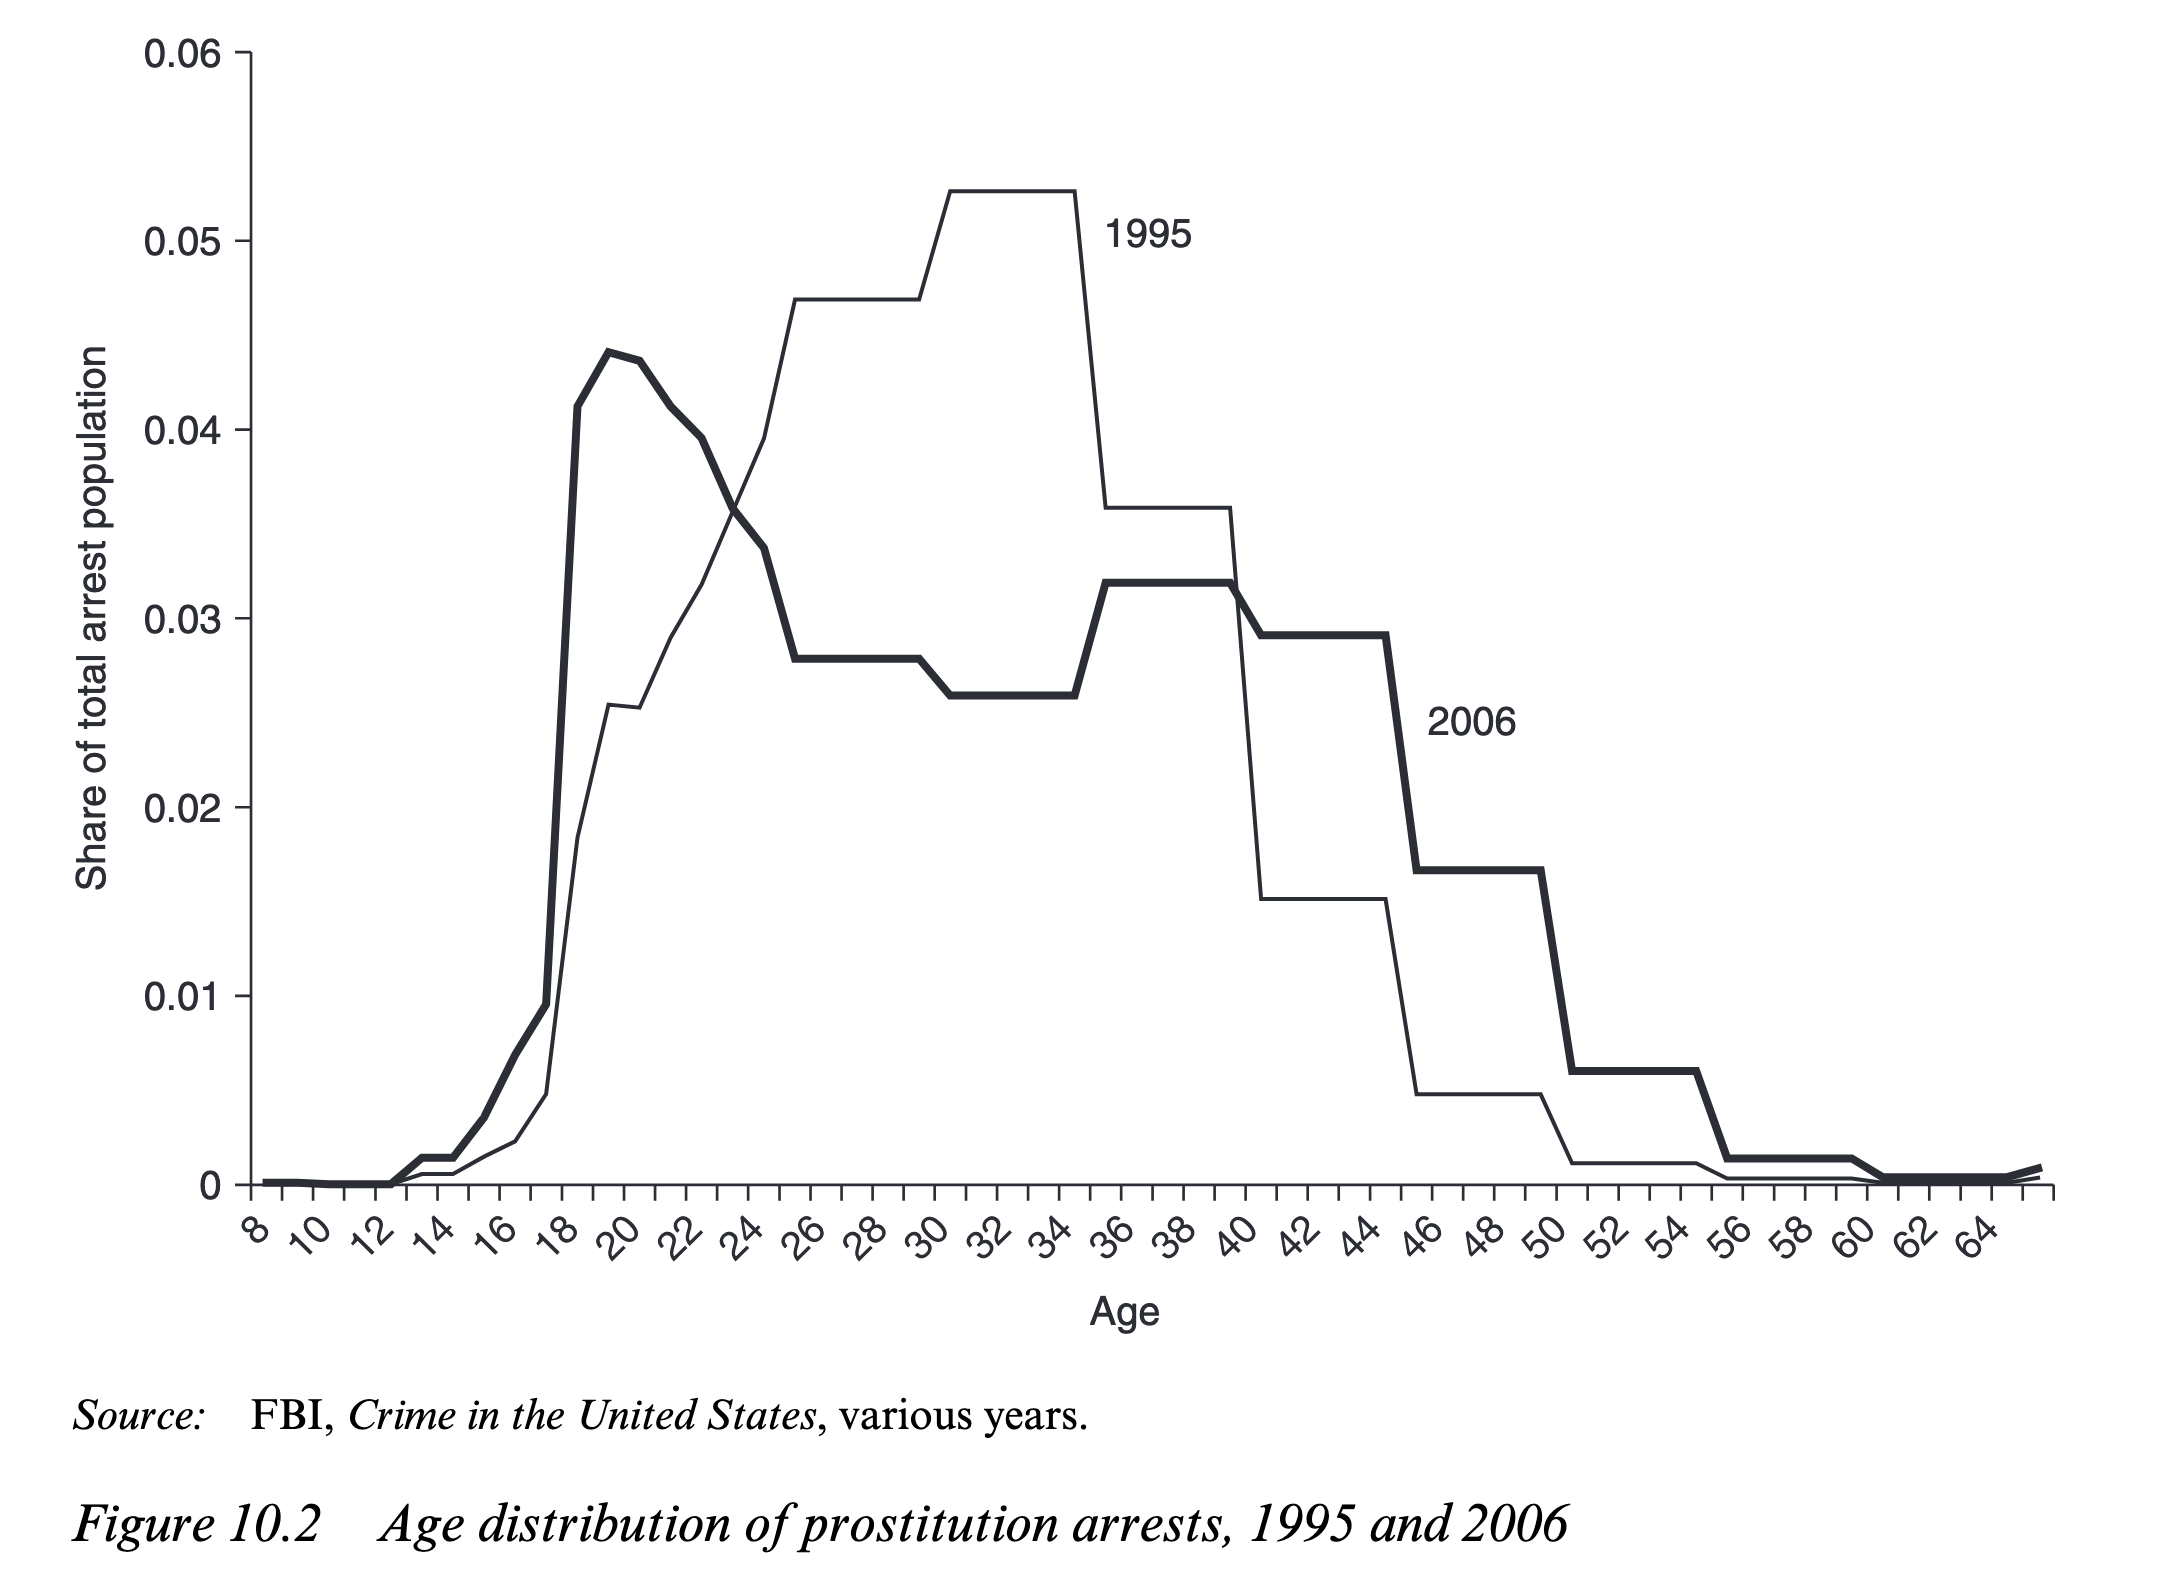 0.06
0.05
0.04
0.03
0.02
0.01
0
Share of total arrest population
1995
2006
8 10 12 14 16 18 20 22 24 26 28 30 32 34 36 38 40 42 44 46 48 50 52 54 56 58 60 62 64
Age
Source: FBI, Crime in the United States, various years.
Figure 10.2 Age distribution of prostitution arrests, 1995 and 2006